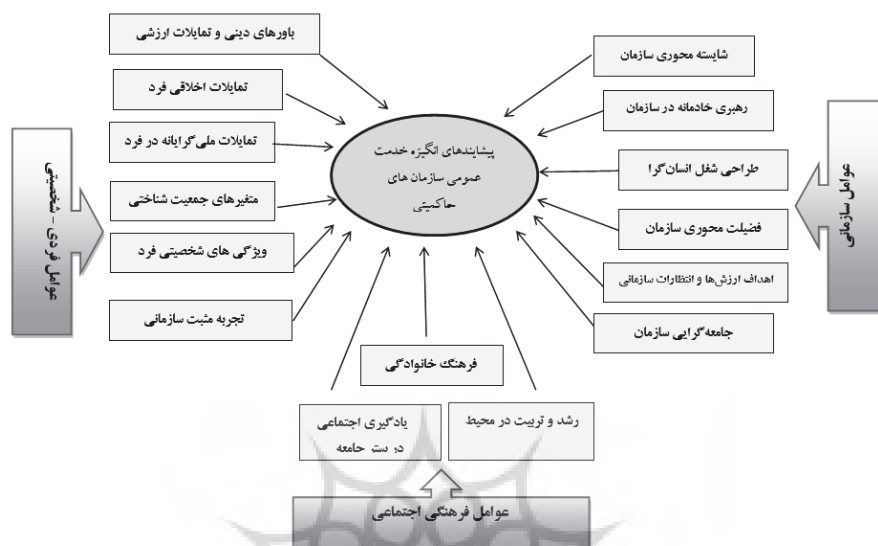 باورهای دینی و تمایلات ارزشی
تمایلات اخلاقی فرد
تمایلات ملی‌گرایانه در فرد
متغیرهای جمعیت شناختی
ویژگی های شخصیتی فرد
تجربه مثبت سازمانی
عوامل فردی - شخصیتی
پیشایندهای انگیزه خدمت
عمومی سازمان های
حاکمیتی
شایسته محوری سازمان
رهبری خادمانه در سازمان
طراحی شغل انسان‌گرا
فضیلت محوری سازمان
اهداف ارزش‌ها و انتظارات سازمانی
جامعه‌گرایی سازمان
عوامل سازمانی
فرهنگ خانوادگی
رشد و تربیت در محیط
یادگیری اجتماعی
در بستر جامعه
عوامل فرهنگی اجتماعی